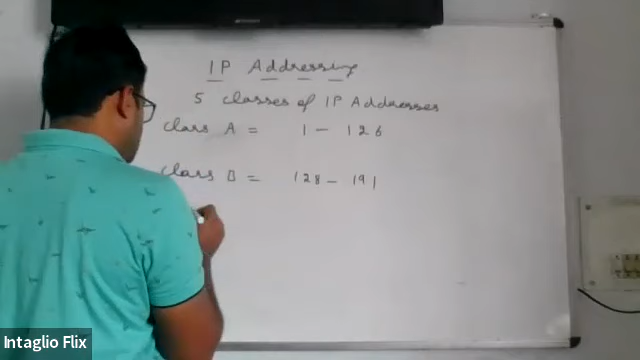 IP Addressing
5 classes of IP Addresses
class A = 1 - 126
class B = 128 - 191
Intaglio Flix